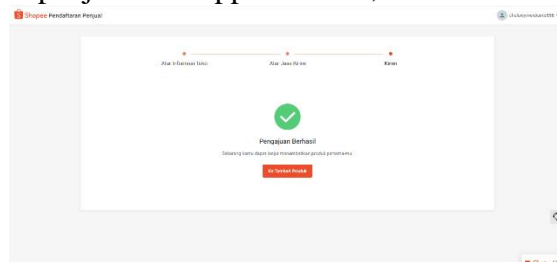 Shopee Pendaftaran Penjual
Atur Informasi Toko
Atur Jasa Kirim
Kirim
Pengajuan Berhasil
Sekarang kamu dapat mulai menambahkan produk pertamamu
Ke Tambah Produk